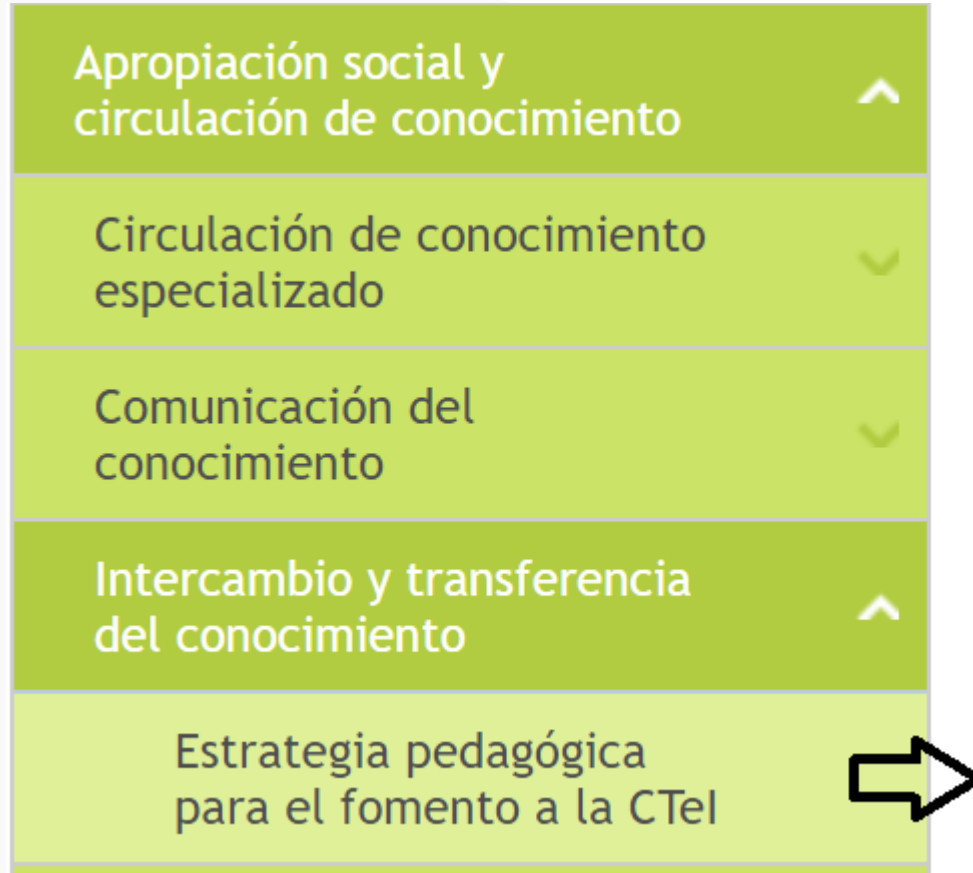 Apropiación social y
circulación de conocimiento
Circulación de conocimiento
especializado
Comunicación del
conocimiento
Intercambio y transferencia
del conocimiento
Estrategia pedagógica
para el fomento a la CTeI